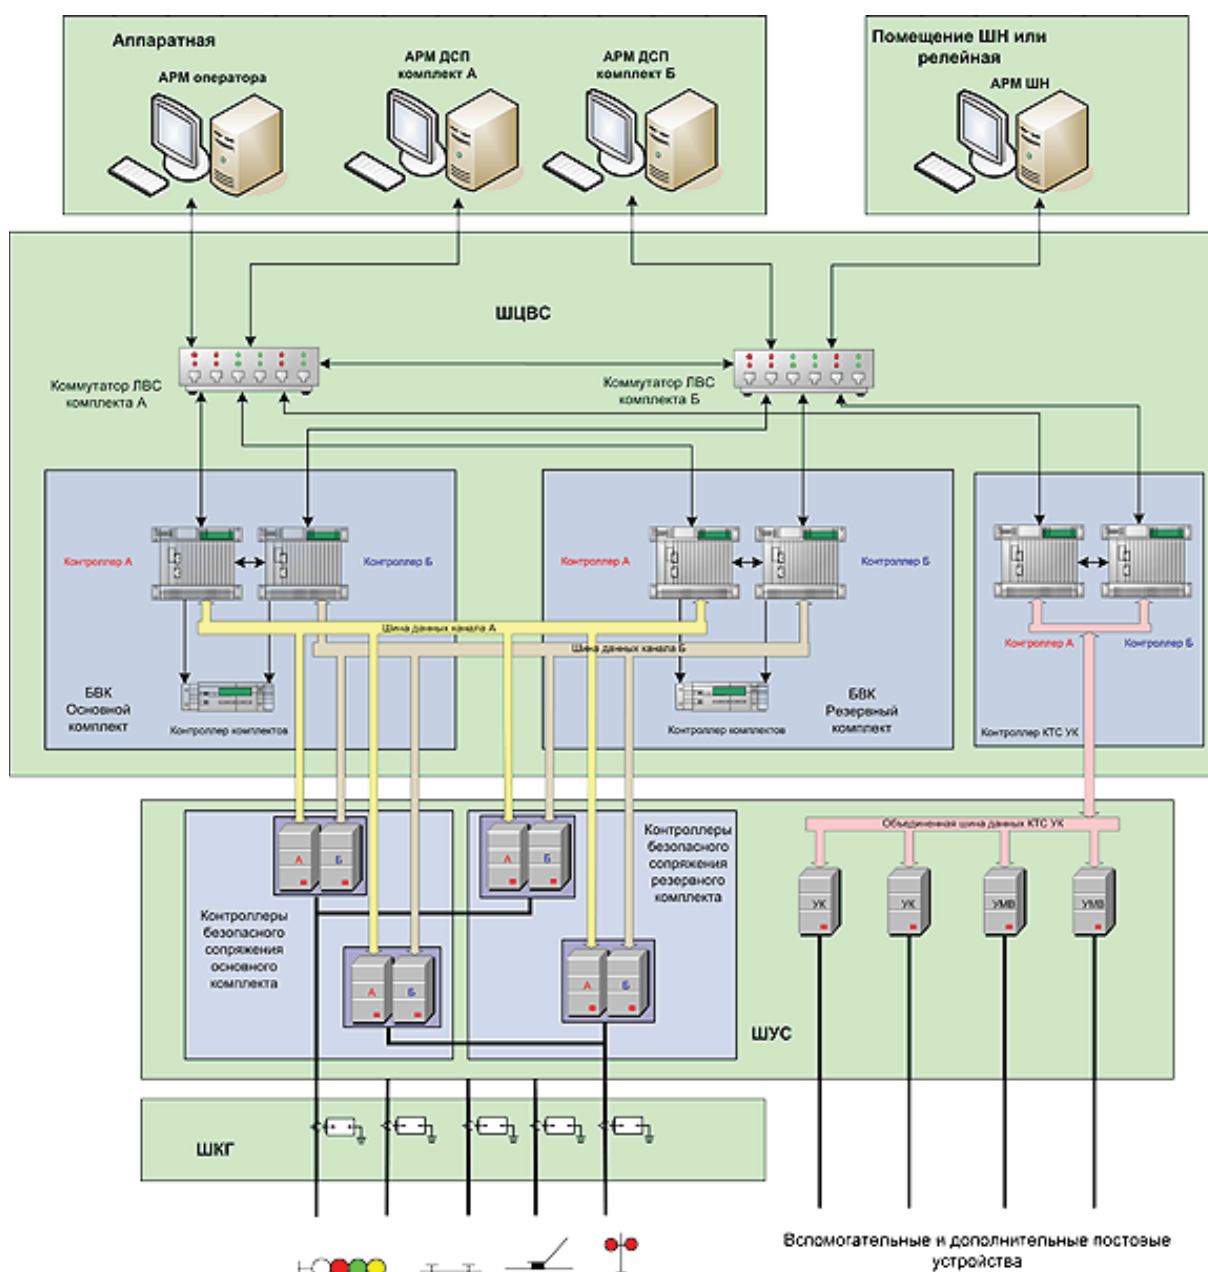 Аппаратная
АРМ оператора
АРМ ДСП
комплект А
АРМ ДСП
комплект Б
Помещение ШН или
релейная
АРМ ШН
ШЦВС
Коммутатор ЛВС
комплекта А
Коммутатор ЛВС
комплекта Б
Контроллер А
Контроллер Б
Контроллер А
Контроллер Б
Контроллер А
Контроллер Б
Шина данных канала А
Шина данных канала Б
БВК
Основной
комплект
Контроллер комплектов
Контроллер комплектов
БВК
Резервный
комплект
Контроллер КТС УК
А
Б
А
Б
Контроллеры
безопасного
сопряжения
резервного
комплекта
Объединенная шина данных КТС УК
УК
УК
УМВ
УМВ
Контроллеры
безопасного
сопряжения
основного
комплекта
А
Б
А
Б
ШУС
ШКГ
Вспомогательные и дополнительные постовые
устройства